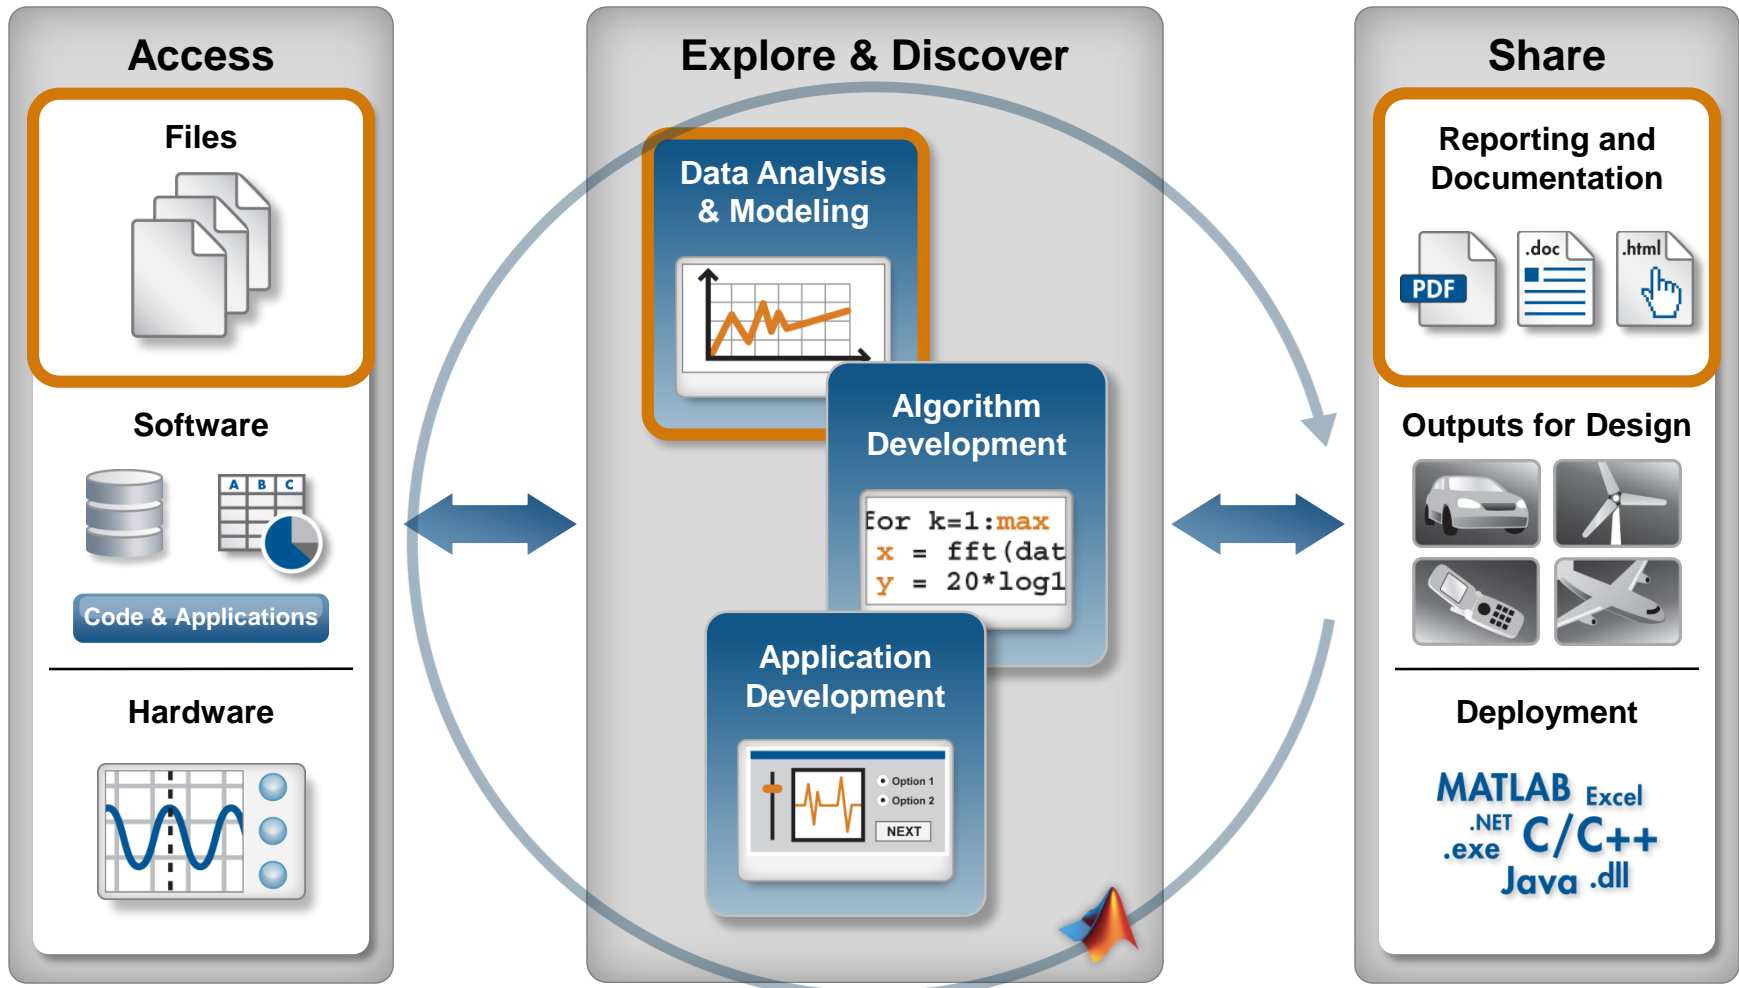 Access
Files
Software
A B C
Code & Applications
Hardware
Explore & Discover
Data Analysis
& Modeling
Algorithm
Development
for k=1:max
x = fft(dat
y = 20*log1
Application
Development
Option 1
Option 2
NEXT
Share
Reporting and
Documentation
PDF
.doc
.html
Outputs for Design
Deployment
MATLAB Excel
.NET C/C++
.exe
Java .dll